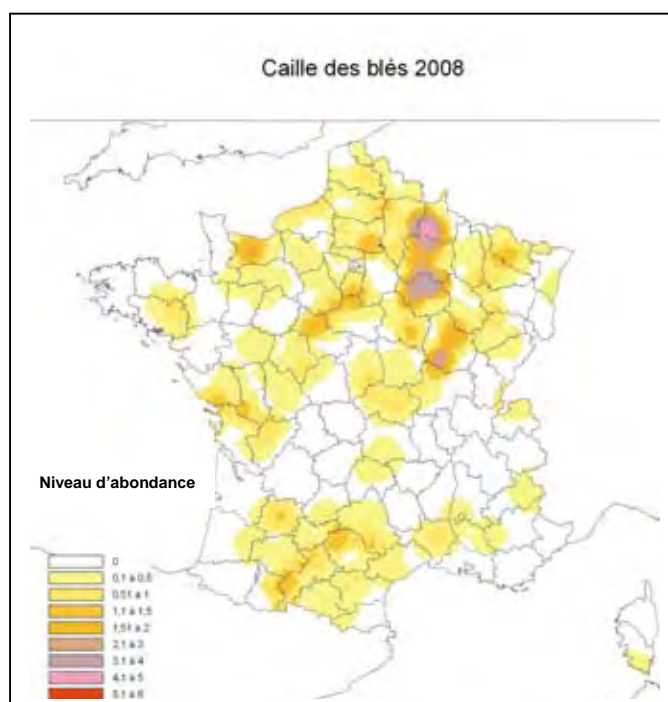 Caille des blés 2008
Niveau d'abondance
0
0,1 à 0,5
0,51 à 1
1,1 à 1,5
1,51 à 2
2,1 à 3
3,1 à 4
4,1 à 5
5,1 à 6